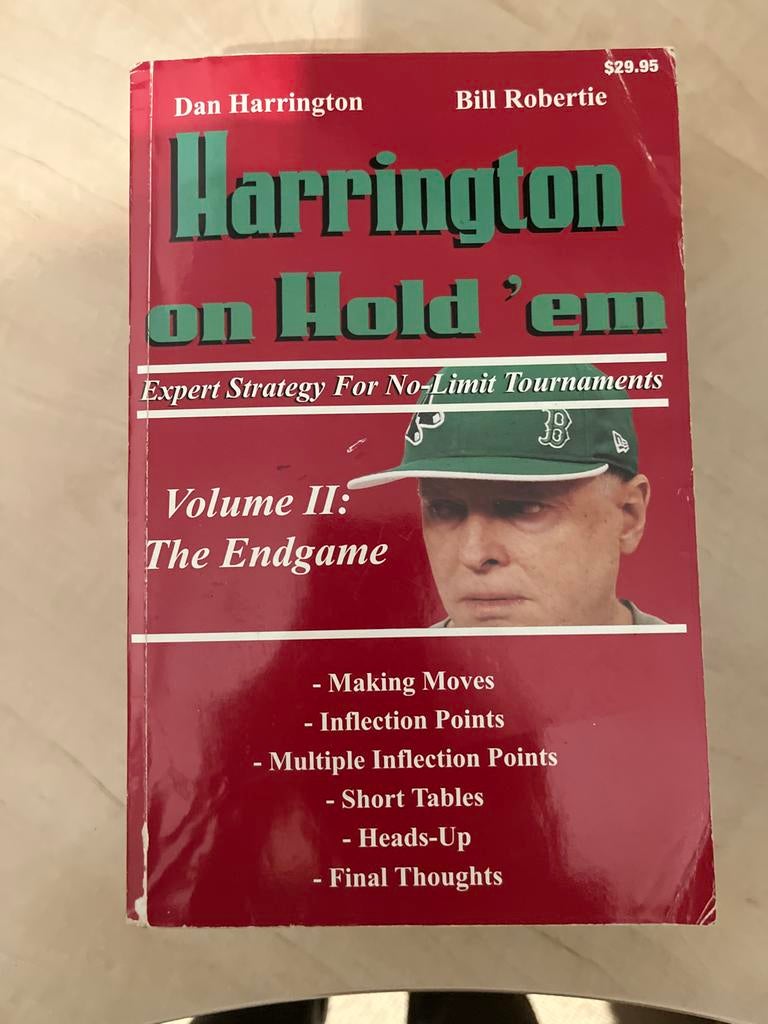 $29.95
Dan Harrington Bill Robertie
Harrington
on Hold 'em
Expert Strategy For No-Limit Tournaments
B
Volume II:
The Endgame
- Making Moves
- Inflection Points
- Multiple Inflection Points
- Short Tables
- Heads-Up
- Final Thoughts